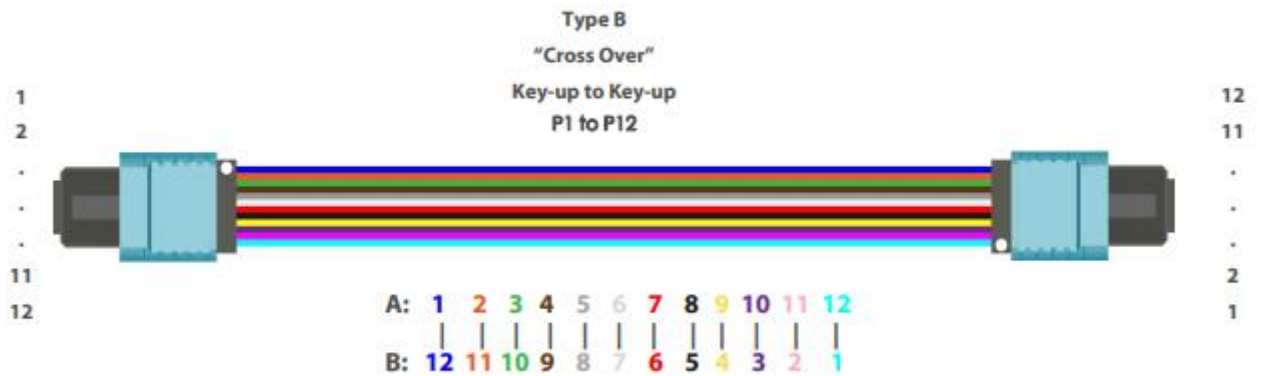 Type B
"Cross Over"
Key-up to Key-up
P1 to P12
1
2
.
.
.
11
12
12
11
.
.
.
2
1
A: 1 2 3 4 5 6 7 8 9 10 11 12
| | | | | | | | | | | |
B: 12 11 10 9 8 7 6 5 4 3 2 1